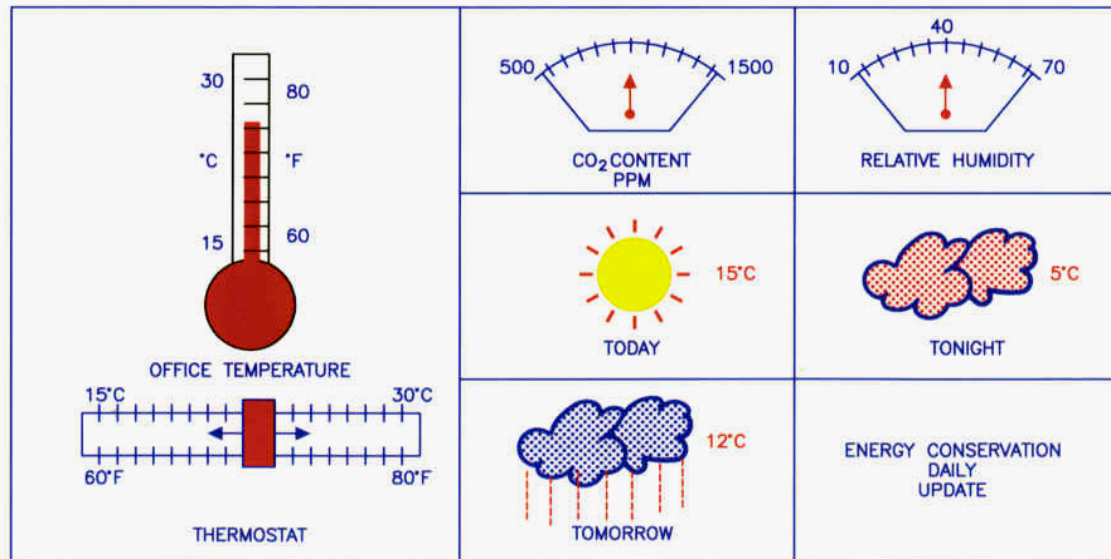 30
80
°C
°F
15
60
OFFICE TEMPERATURE
15°C
30°C
60°F
80°F
THERMOSTAT
500
1500
CO₂ CONTENT
PPM
10
40
70
RELATIVE HUMIDITY
15°C
TODAY
5°C
TONIGHT
12°C
TOMORROW
ENERGY CONSERVATION
DAILY
UPDATE